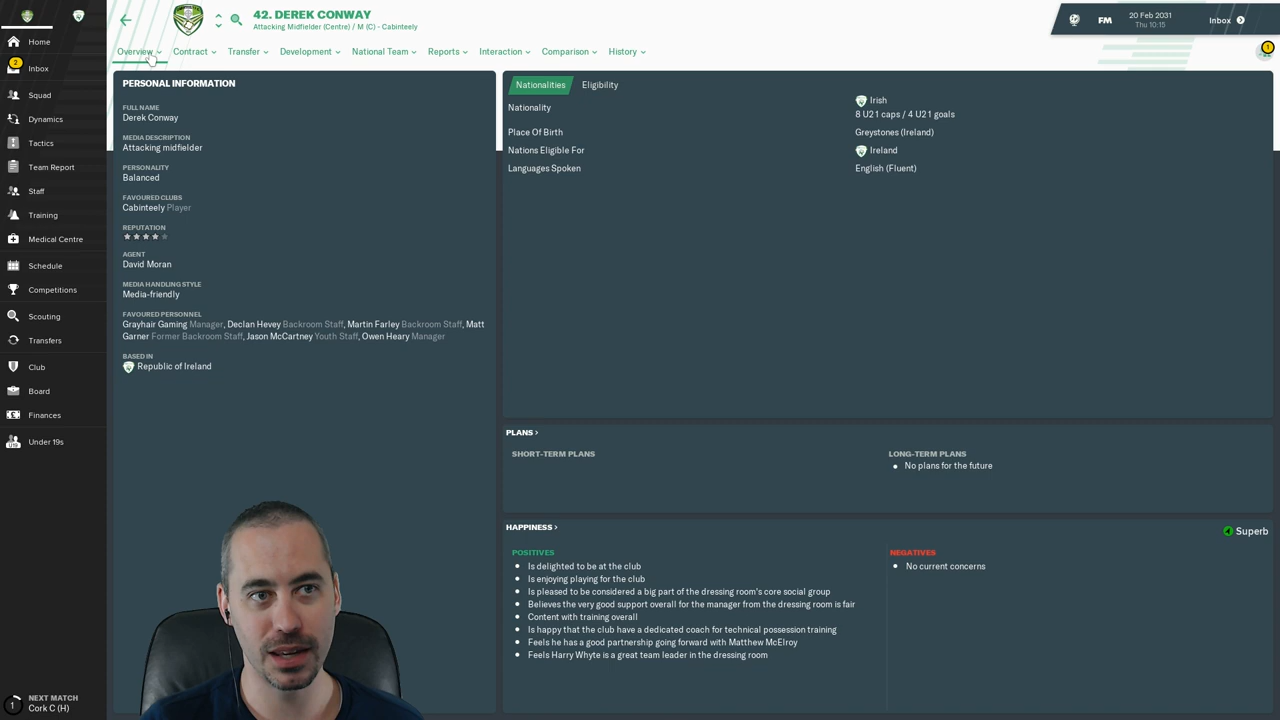 42. DEREK CONWAY
Attacking Midfielder (Centre) / M (C) - Cabinteely
FM
20 Feb 2031
Thu 10:15
Inbox
1
Overview
Contract
Transfer
Development
National Team
Reports
Interaction
Comparison
History
Home
2
Inbox
Squad
Dynamics
Tactics
Team Report
Staff
Training
Medical Centre
Schedule
Competitions
Scouting
Transfers
Club
Board
Finances
Under 19s
1
NEXT MATCH
Cork C (H)
PERSONAL INFORMATION
FULL NAME
Derek Conway
MEDIA DESCRIPTION
Attacking midfielder
PERSONALITY
Balanced
FAVOURED CLUBS
Cabinteely Player
REPUTATION
AGENT
David Moran
MEDIA HANDLING STYLE
Media-friendly
FAVOURED PERSONNEL
Grayhair Gaming Manager, Declan Hevey Backroom Staff, Martin Farley Backroom Staff, Matt
Garner Former Backroom Staff, Jason McCartney Youth Staff, Owen Heary Manager
BASED IN
Republic of Ireland
Nationalities
Eligibility
Nationality
Irish
8 U21 caps / 4 U21 goals
Place Of Birth
Greystones (Ireland)
Nations Eligible For
Ireland
Languages Spoken
English (Fluent)
PLANS >
SHORT-TERM PLANS
LONG-TERM PLANS
No plans for the future
HAPPINESS >
Superb
POSITIVES
Is delighted to be at the club
Is enjoying playing for the club
Is pleased to be considered a big part of the dressing room's core social group
Believes the very good support overall for the manager from the dressing room is fair
Content with training overall
Is happy that the club have a dedicated coach for technical possession training
Feels he has a good partnership going forward with Matthew McElroy
Feels Harry Whyte is a great team leader in the dressing room
NEGATIVES
No current concerns